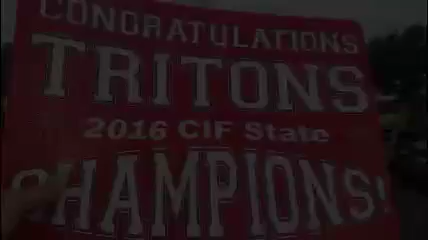 CONGRATULATIONS
TRITONS
2016 CIF State
CHAMPIONS!